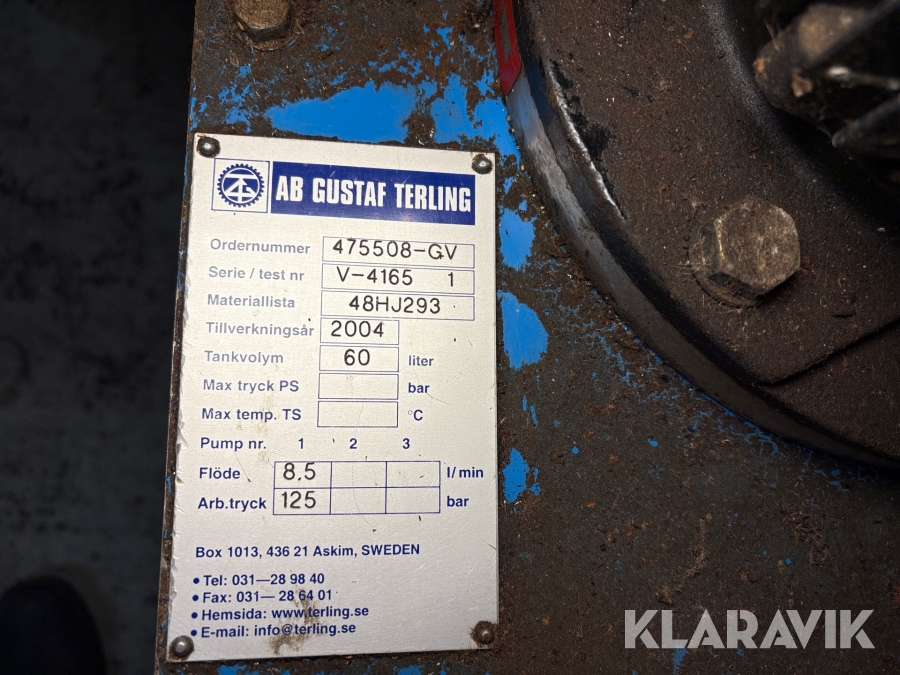 AB GUSTAF TERLING
Ordernummer 475508-GV
Serie / test nr V-4165 1
Materiallista 48HJ293
Tillverkningsår 2004
Tankvolym 60 liter
Max tryck PS bar
Max temp. TS °C
Pump nr. 1 2 3
Flöde 8.5 l/min
Arb.tryck 125 bar
Box 1013, 436 21 Askim, SWEDEN
• Tel: 031—28 98 40
• Fax: 031— 28 64 01
• Hemsida: www.terling.se
• E-mail: info@terling.se
KLARAVIK